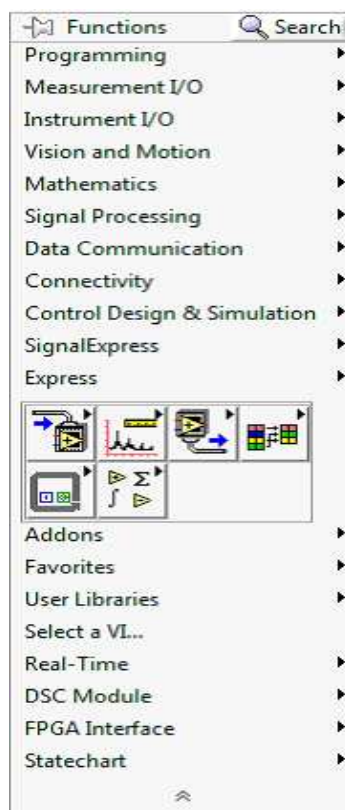 Functions Search
Programming
Measurement I/O
Instrument I/O
Vision and Motion
Mathematics
Signal Processing
Data Communication
Connectivity
Control Design & Simulation
SignalExpress
Express
Addons
Favorites
User Libraries
Select a VI...
Real-Time
DSC Module
FPGA Interface
Statechart